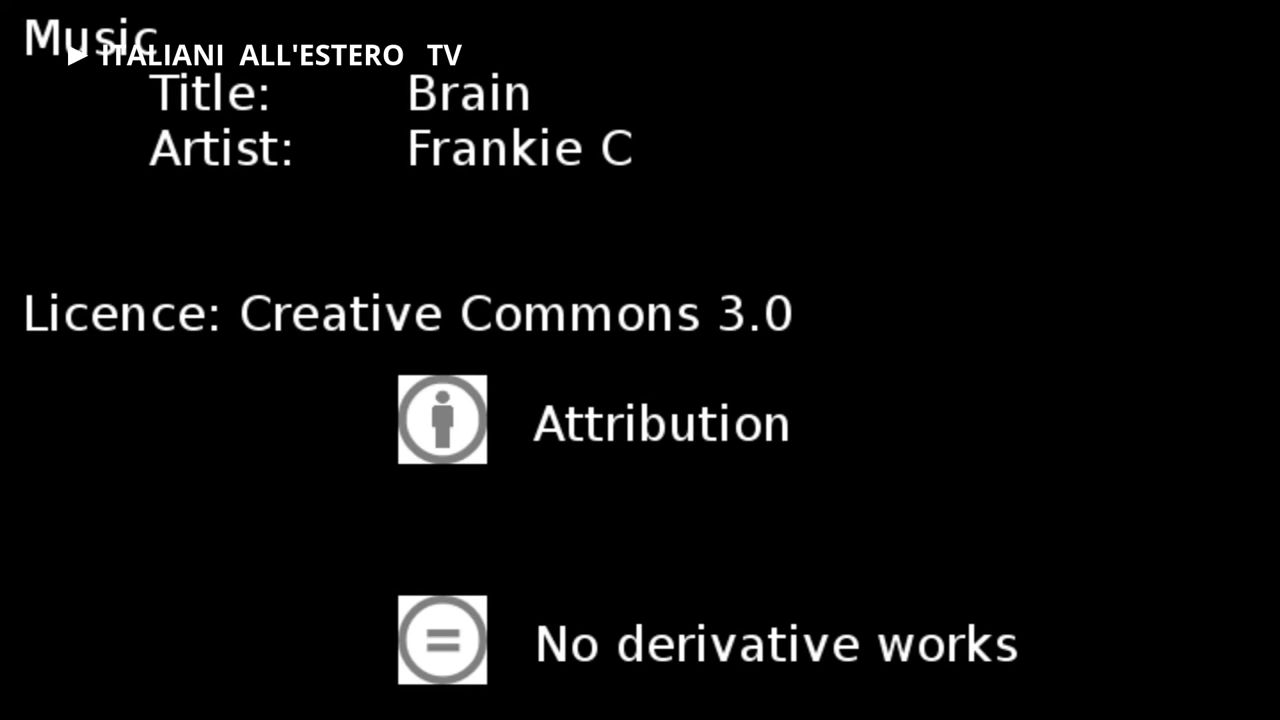 Music
ITALIANI ALL'ESTERO TV
Title: Brain
Artist: Frankie C
Licence: Creative Commons 3.0
Attribution
No derivative works